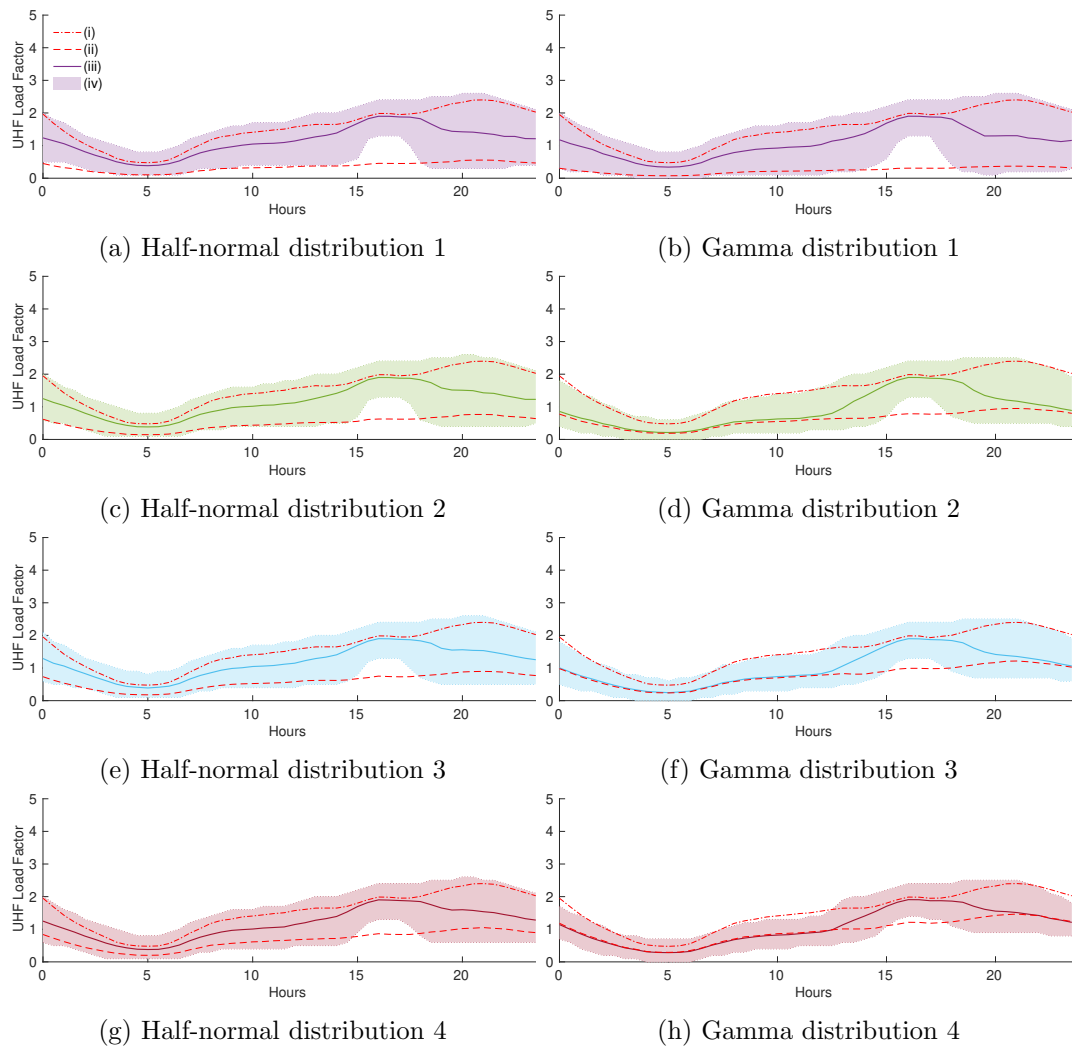 5
4
3
2
1
0
UHF Load Factor
(i)
(ii)
(iii)
(iv)
0 5 10 15 20
Hours
0 5 10 15 20
Hours
5
4
3
2
1
0
(a) Half-normal distribution 1
(b) Gamma distribution 1
5
4
3
2
1
0
UHF Load Factor
0 5 10 15 20
Hours
5
4
3
2
1
0
0 5 10 15 20
Hours
(c) Half-normal distribution 2
(d) Gamma distribution 2
5
4
3
2
1
0
UHF Load Factor
0 5 10 15 20
Hours
5
4
3
2
1
0
0 5 10 15 20
Hours
(e) Half-normal distribution 3
(f) Gamma distribution 3
5
4
3
2
1
0
UHF Load Factor
0 5 10 15 20
Hours
5
4
3
2
1
0
0 5 10 15 20
Hours
(g) Half-normal distribution 4
(h) Gamma distribution 4